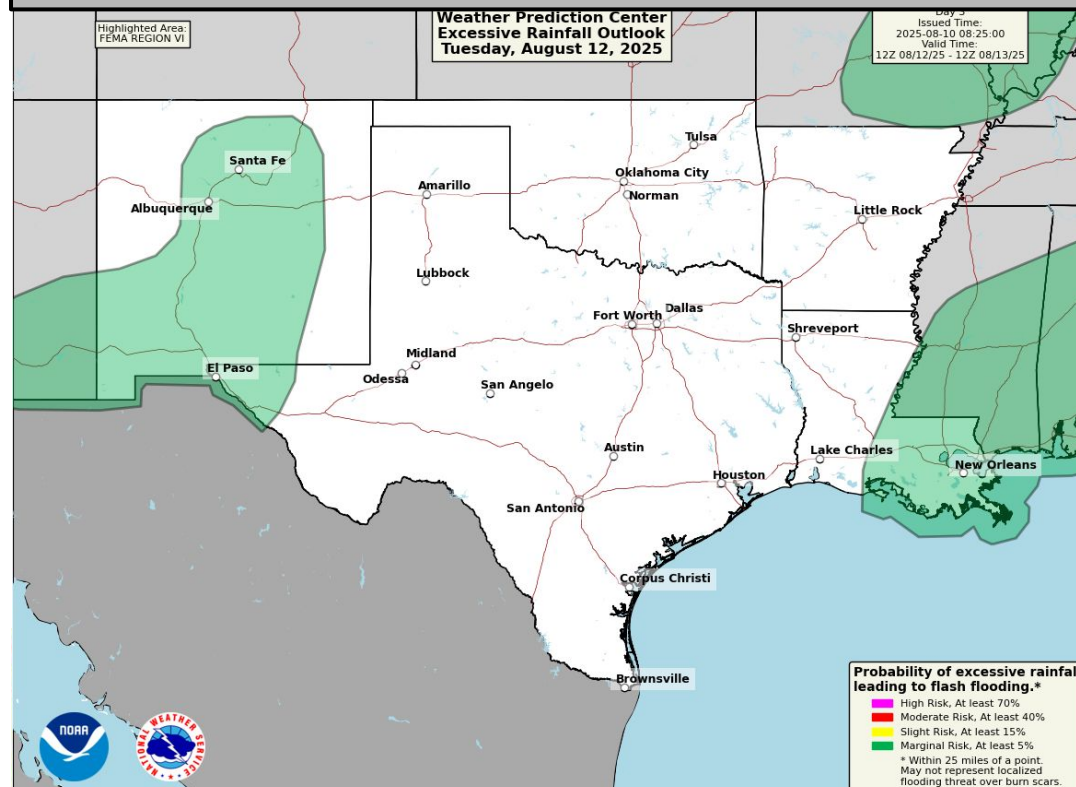 Weather Prediction Center
Excessive Rainfall Outlook
Tuesday, August 12, 2025
Highlighted Area:
FEMA REGION VI
Day 3
Issued Time:
2025-08-10 08:25:00
Valid Time:
12Z 08/12/25 - 12Z 08/13/25
Santa Fe
Albuquerque
Amarillo
Tulsa
Oklahoma City
Norman
Little Rock
Lubbock
Fort Worth
Dallas
Shreveport
El Paso
Midland
Odessa
San Angelo
Austin
Lake Charles
New Orleans
Houston
San Antonio
Corpus Christi
Brownsville
Probability of excessive rainfall
leading to flash flooding.*
High Risk, At least 70%
Moderate Risk, At least 40%
Slight Risk, At least 15%
Marginal Risk, At least 5%
* Within 25 miles of a point.
May not represent localized
flooding threat over burn scars.
NOAA
NATIONAL WEATHER SERVICE